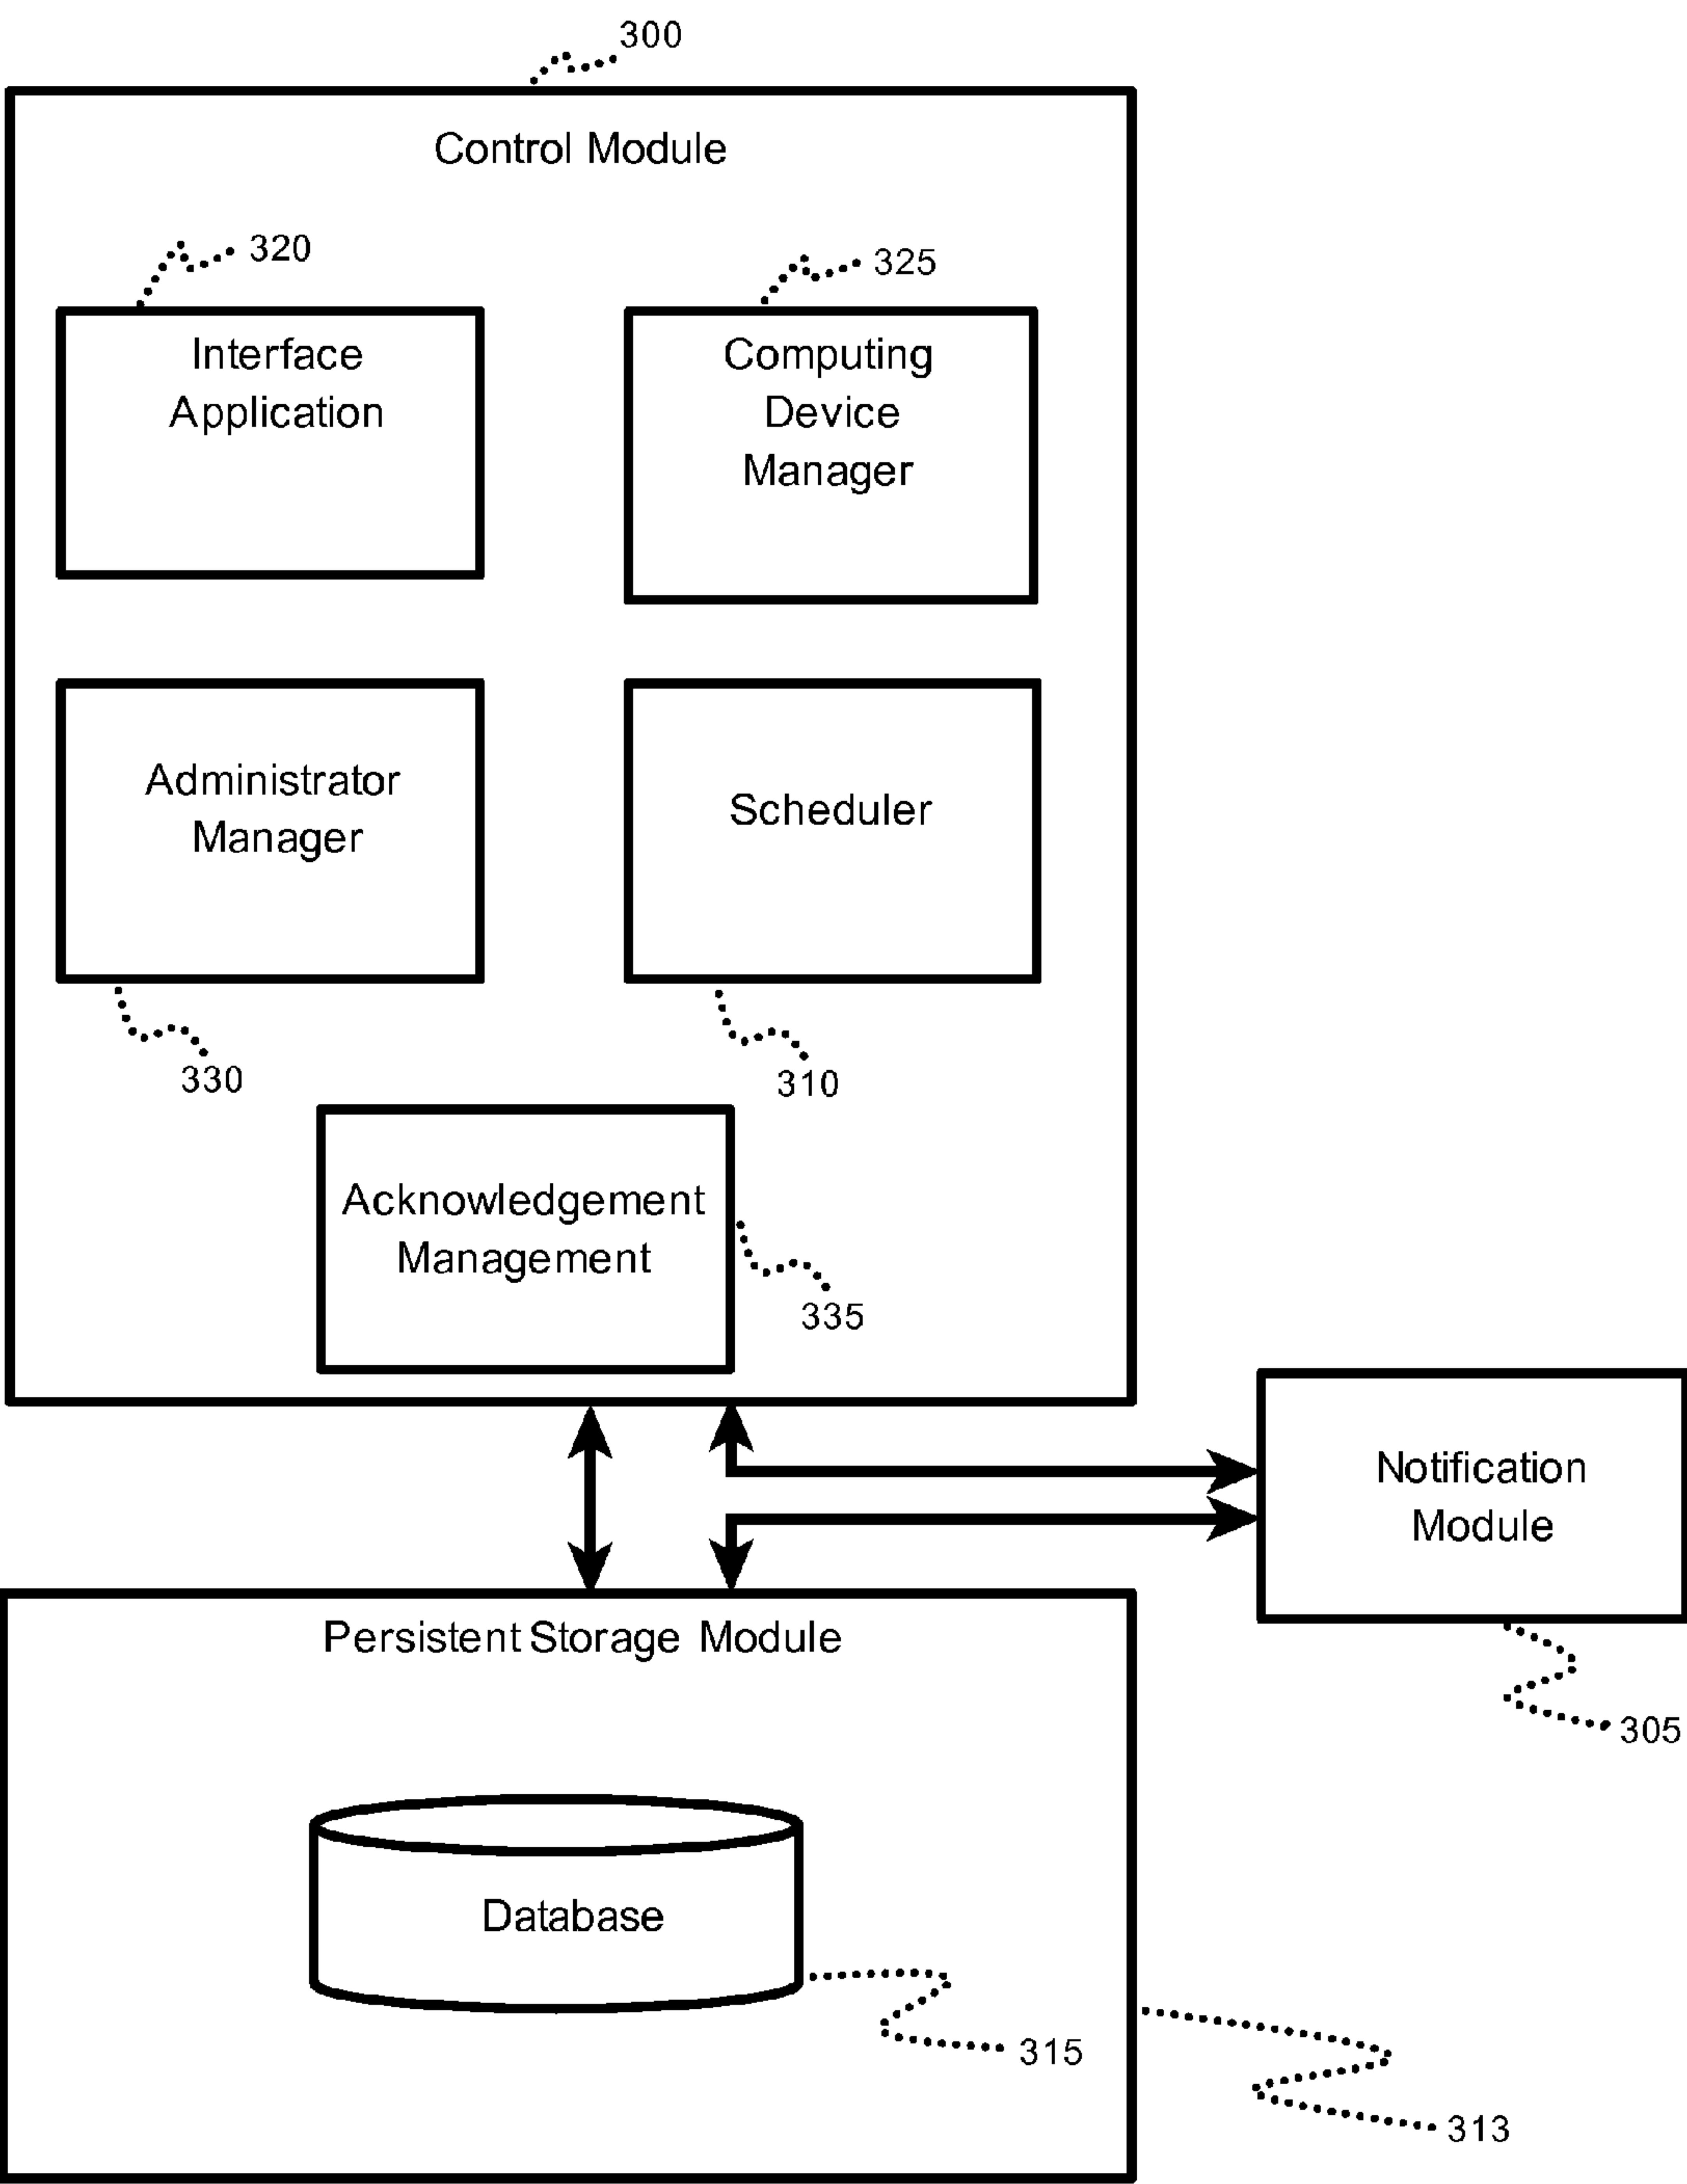 300
Control Module
320
325
Interface
Application
Computing
Device
Manager
Administrator
Manager
Scheduler
330
310
Acknowledgement
Management
335
Notification
Module
Persistent Storage Module
305
Database
315
313